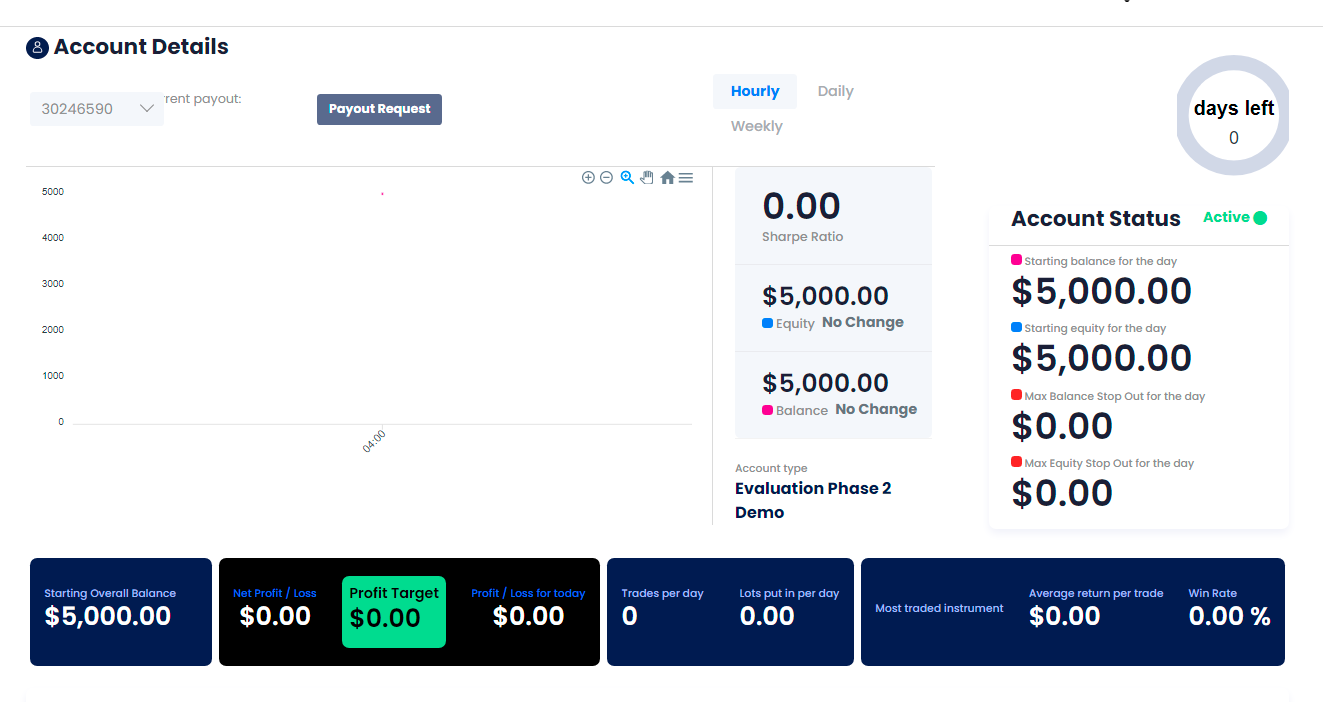 Account Details
30246590
rent payout:
Payout Request
Hourly
Daily
Weekly
days left
0
5000
4000
3000
2000
1000
0
04:00
0.00
Sharpe Ratio
$5,000.00
Equity No Change
$5,000.00
Balance No Change
Account type
Evaluation Phase 2
Demo
Account Status
Active
Starting balance for the day
$5,000.00
Starting equity for the day
$5,000.00
Max Balance Stop Out for the day
$0.00
Max Equity Stop Out for the day
$0.00
Starting Overall Balance
$5,000.00
Net Profit / Loss
$0.00
Profit Target
$0.00
Profit / Loss for today
$0.00
Trades per day
0
Lots put in per day
0.00
Most traded instrument
Average return per trade
$0.00
Win Rate
0.00 %